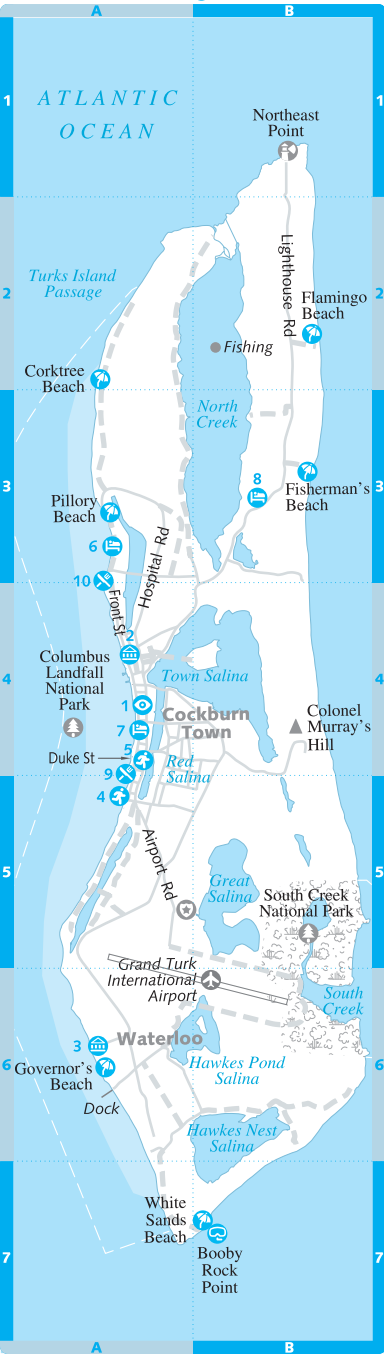 A
B
1
1
ATLANTIC
OCEAN
Northeast
Point
Lighthouse Rd
2
2
Turks Island
Passage
Flamingo
Beach
Fishing
Corktree
Beach
North
Creek
3
3
8
Fisherman's
Beach
Pillory
Beach
6
Hospital Rd
10
Front St
2
4
4
Columbus
Landfall
National
Park
Town Salina
1
Cockburn
Town
Colonel
Murray's
Hill
7
Duke St
5
Red
Salina
9
4
Airport Rd
5
5
Great
Salina
South Creek
National Park
Grand Turk
International
Airport
South
Creek
3
Waterloo
6
6
Governor's
Beach
Hawkes Pond
Salina
Dock
Hawkes Nest
Salina
White
Sands
Beach
7
7
Booby
Rock
Point
A
B